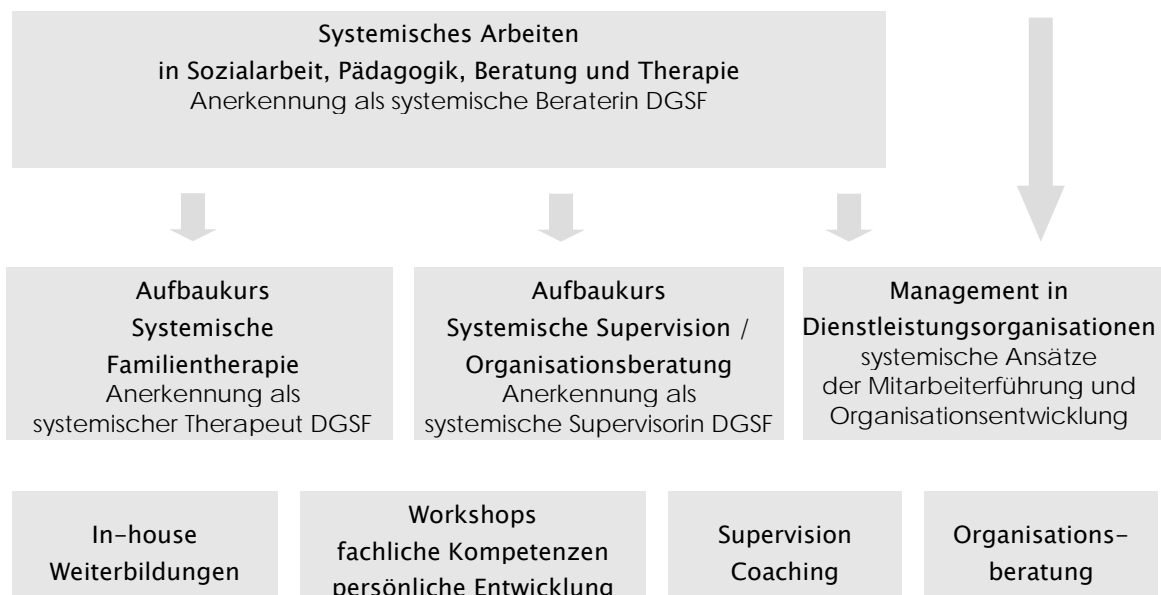 Systemisches Arbeiten
in Sozialarbeit, Pädagogik, Beratung und Therapie
Anerkennung als systemische Beraterin DGSF
Aufbaukurs
Systemische
Familientherapie
Anerkennung als
systemischer Therapeut DGSF
Aufbaukurs
Systemische Supervision /
Organisationsberatung
Anerkennung als
systemische Supervisorin DGSF
Management in
Dienstleistungsorganisationen
systemische Ansätze
der Mitarbeiterführung und
Organisationsentwicklung
In-house
Weiterbildungen
Workshops
fachliche Kompetenzen
persönliche Entwicklung
Supervision
Coaching
Organisations-
beratung